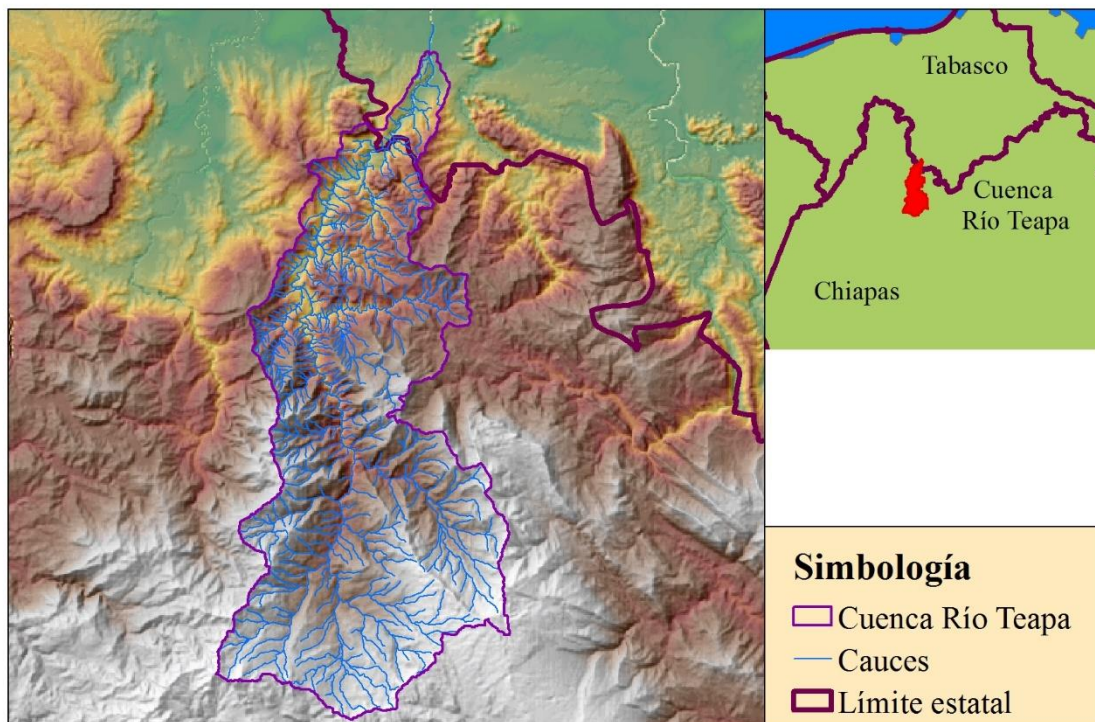 Tabasco
Cuenca
Río Teapa
Chiapas
Simbología
Cuenca Río Teapa
Cauces
Límite estatal